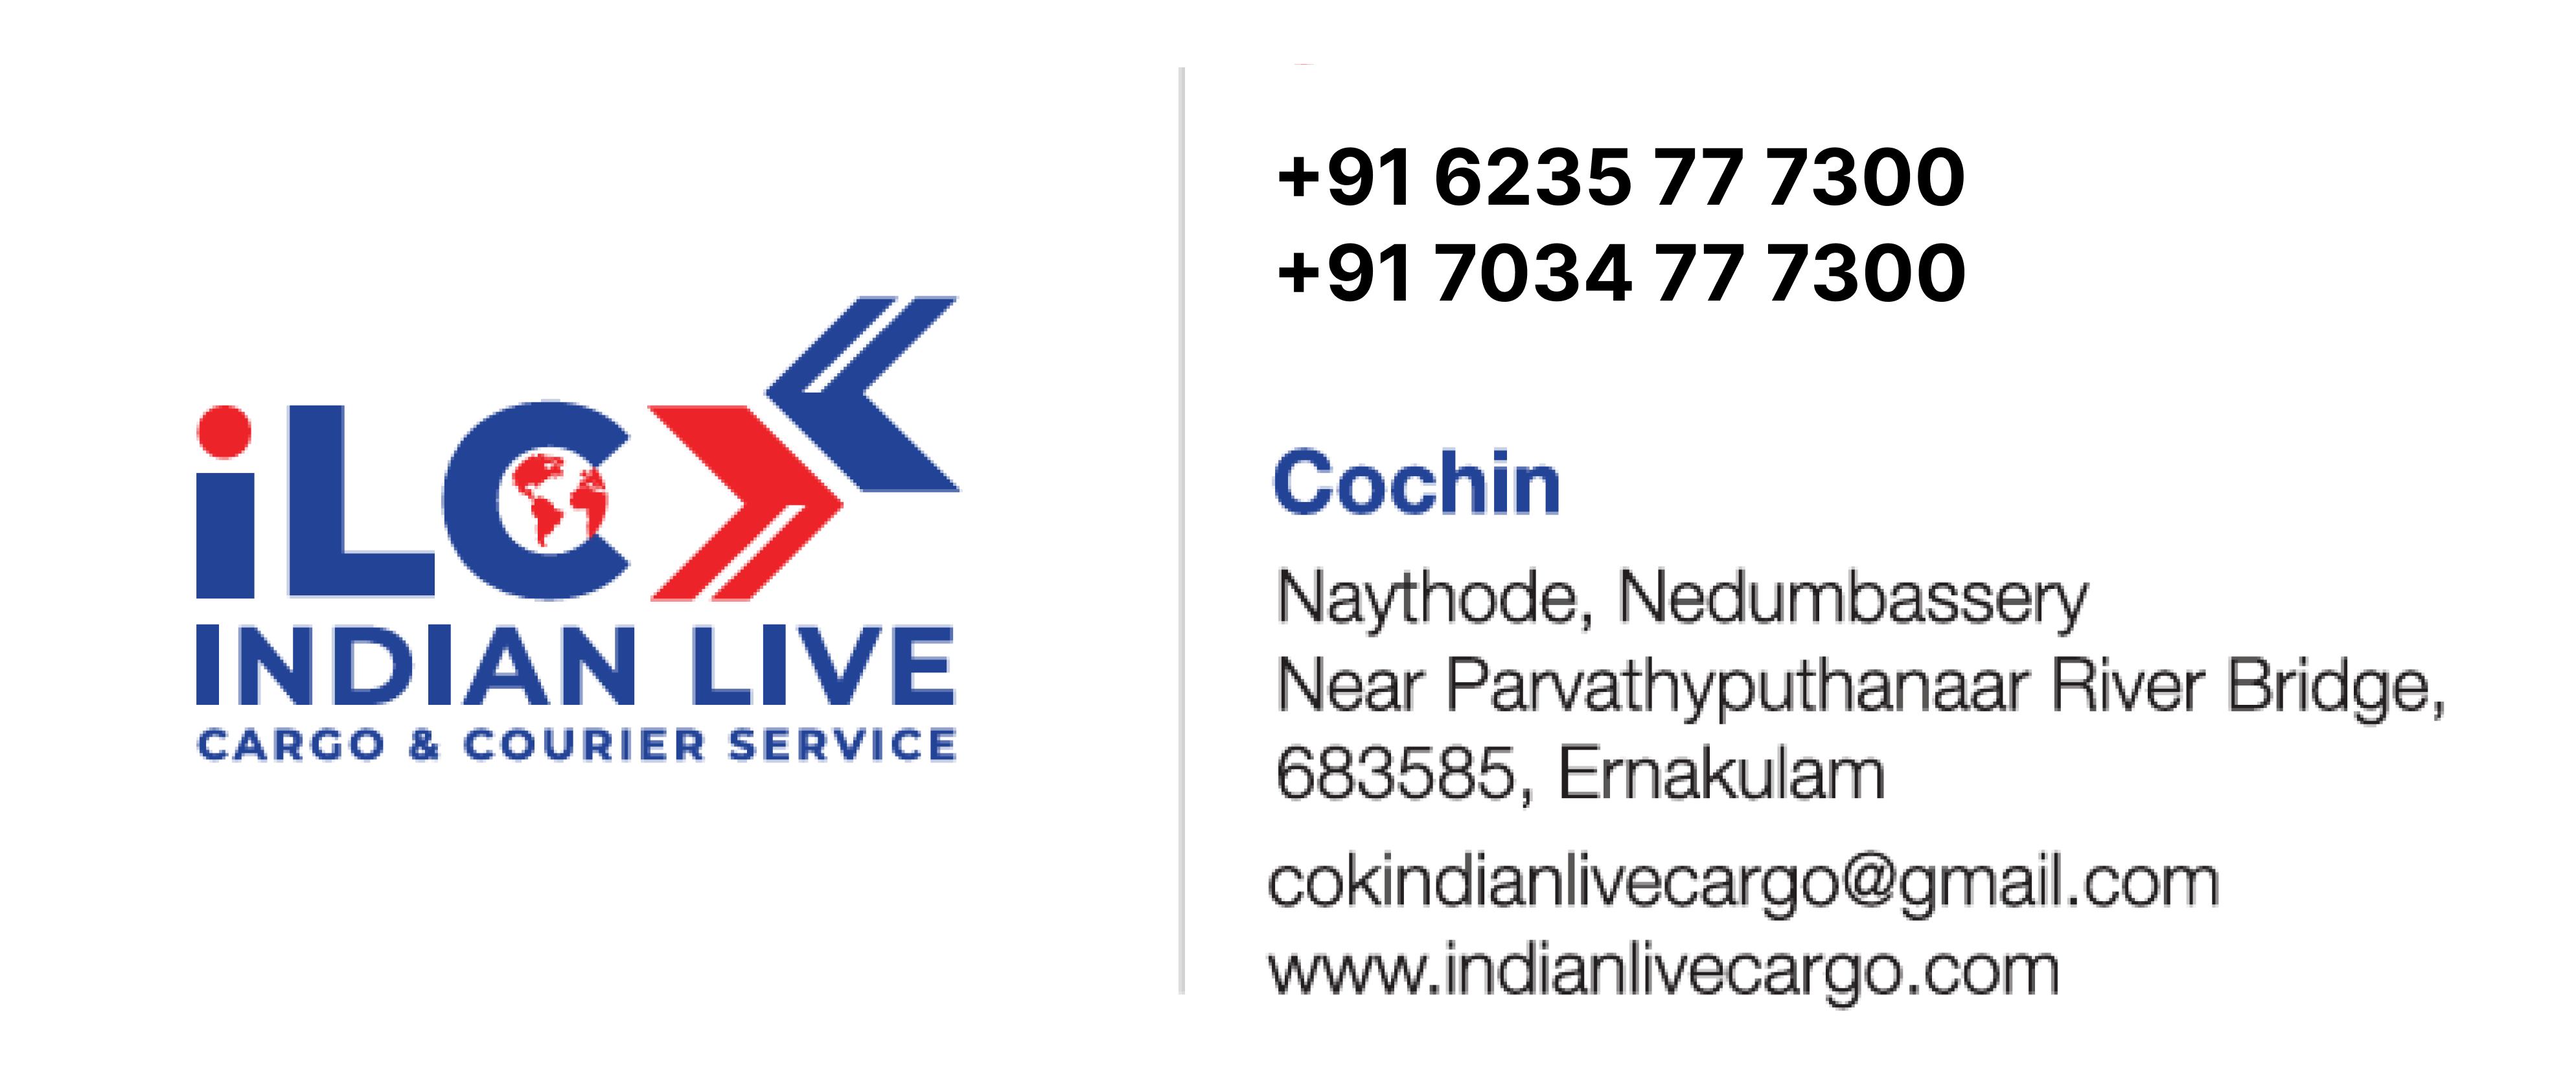 iLC
INDIAN LIVE
CARGO & COURIER SERVICE
+91 6235 77 7300
+91 7034 77 7300
Cochin
Naythode, Nedumbassery
Near Parvathyputhanaar River Bridge,
683585, Ernakulam
cokindianlivecargo@gmail.com
www.indianlivecargo.com